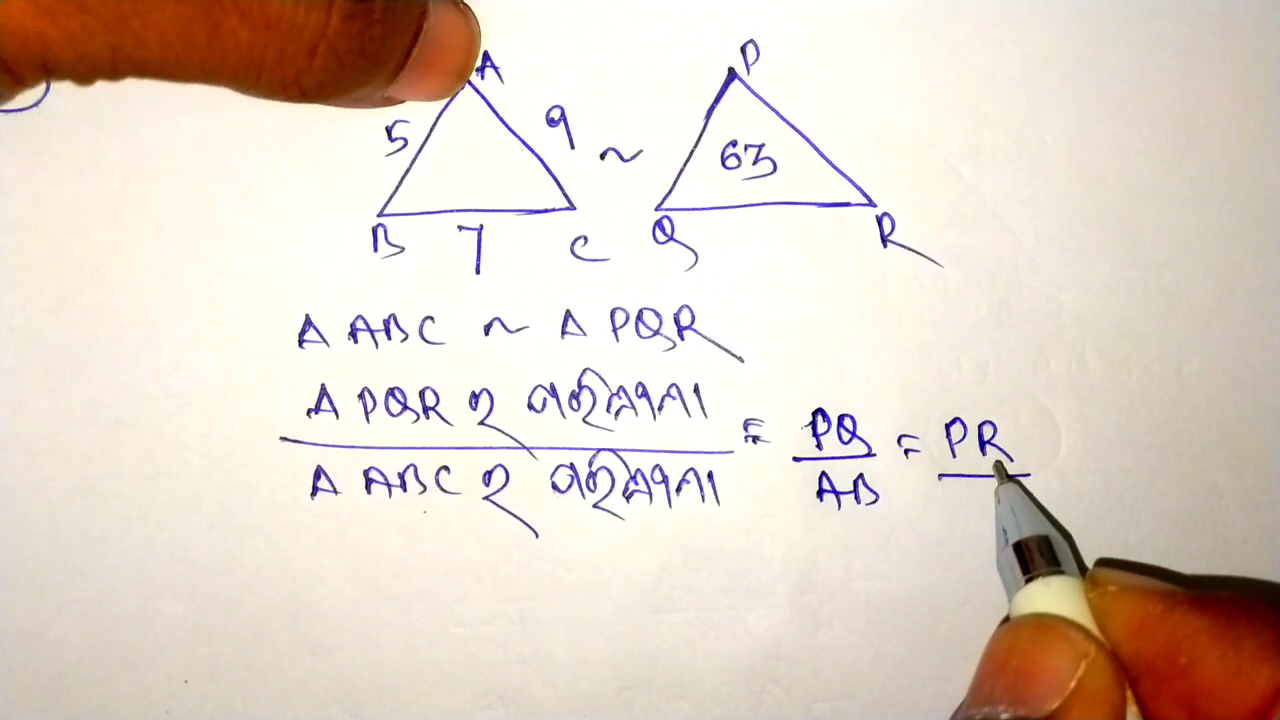 A
P
5
9
~
63
B
7
C
Q
R
Δ ABC ~ Δ PQR
Δ PQR ର ପରିସୀମା
Δ ABC ର ପରିସୀମା
= PQ
AB
= PR